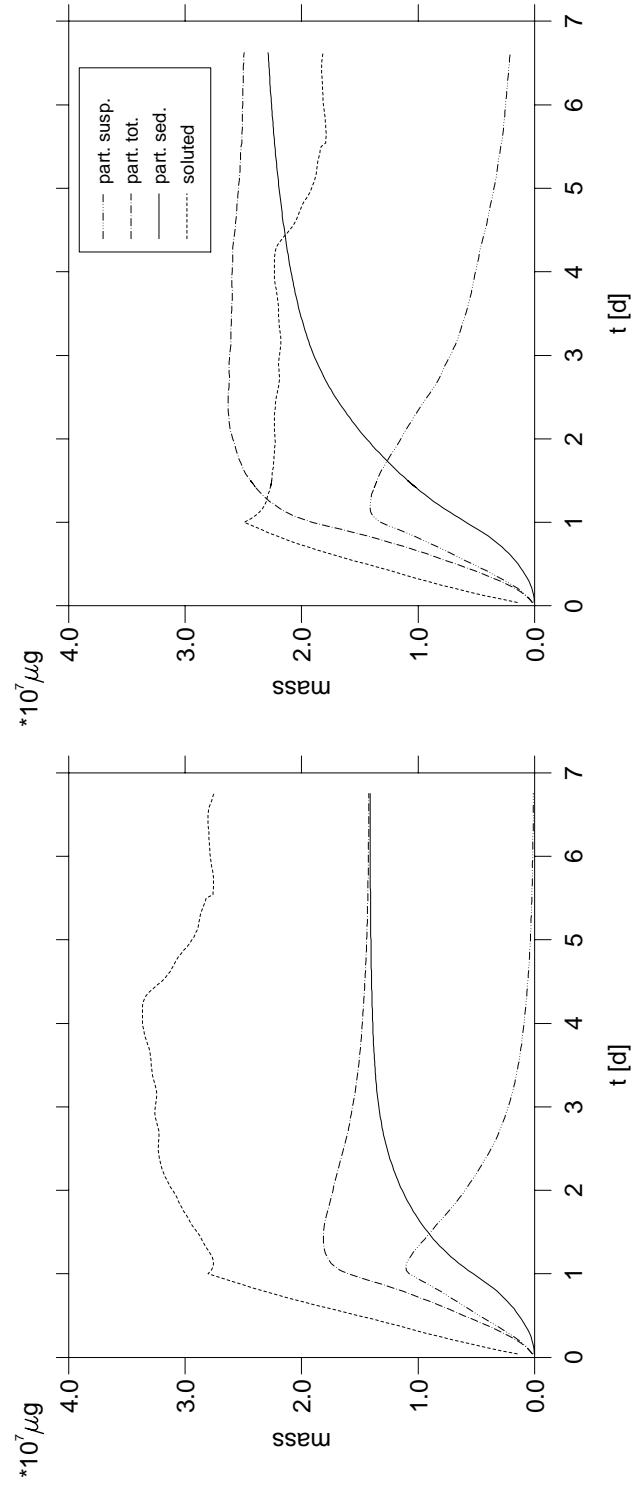 *10⁷μg
4.0
3.0
2.0
1.0
0.0
mass
0 1 2 3 4 5 6 7
t [d]
*10⁷μg
4.0
3.0
2.0
1.0
0.0
mass
0 1 2 3 4 5 6 7
t [d]
part. susp.
part. tot.
part. sed.
soluted